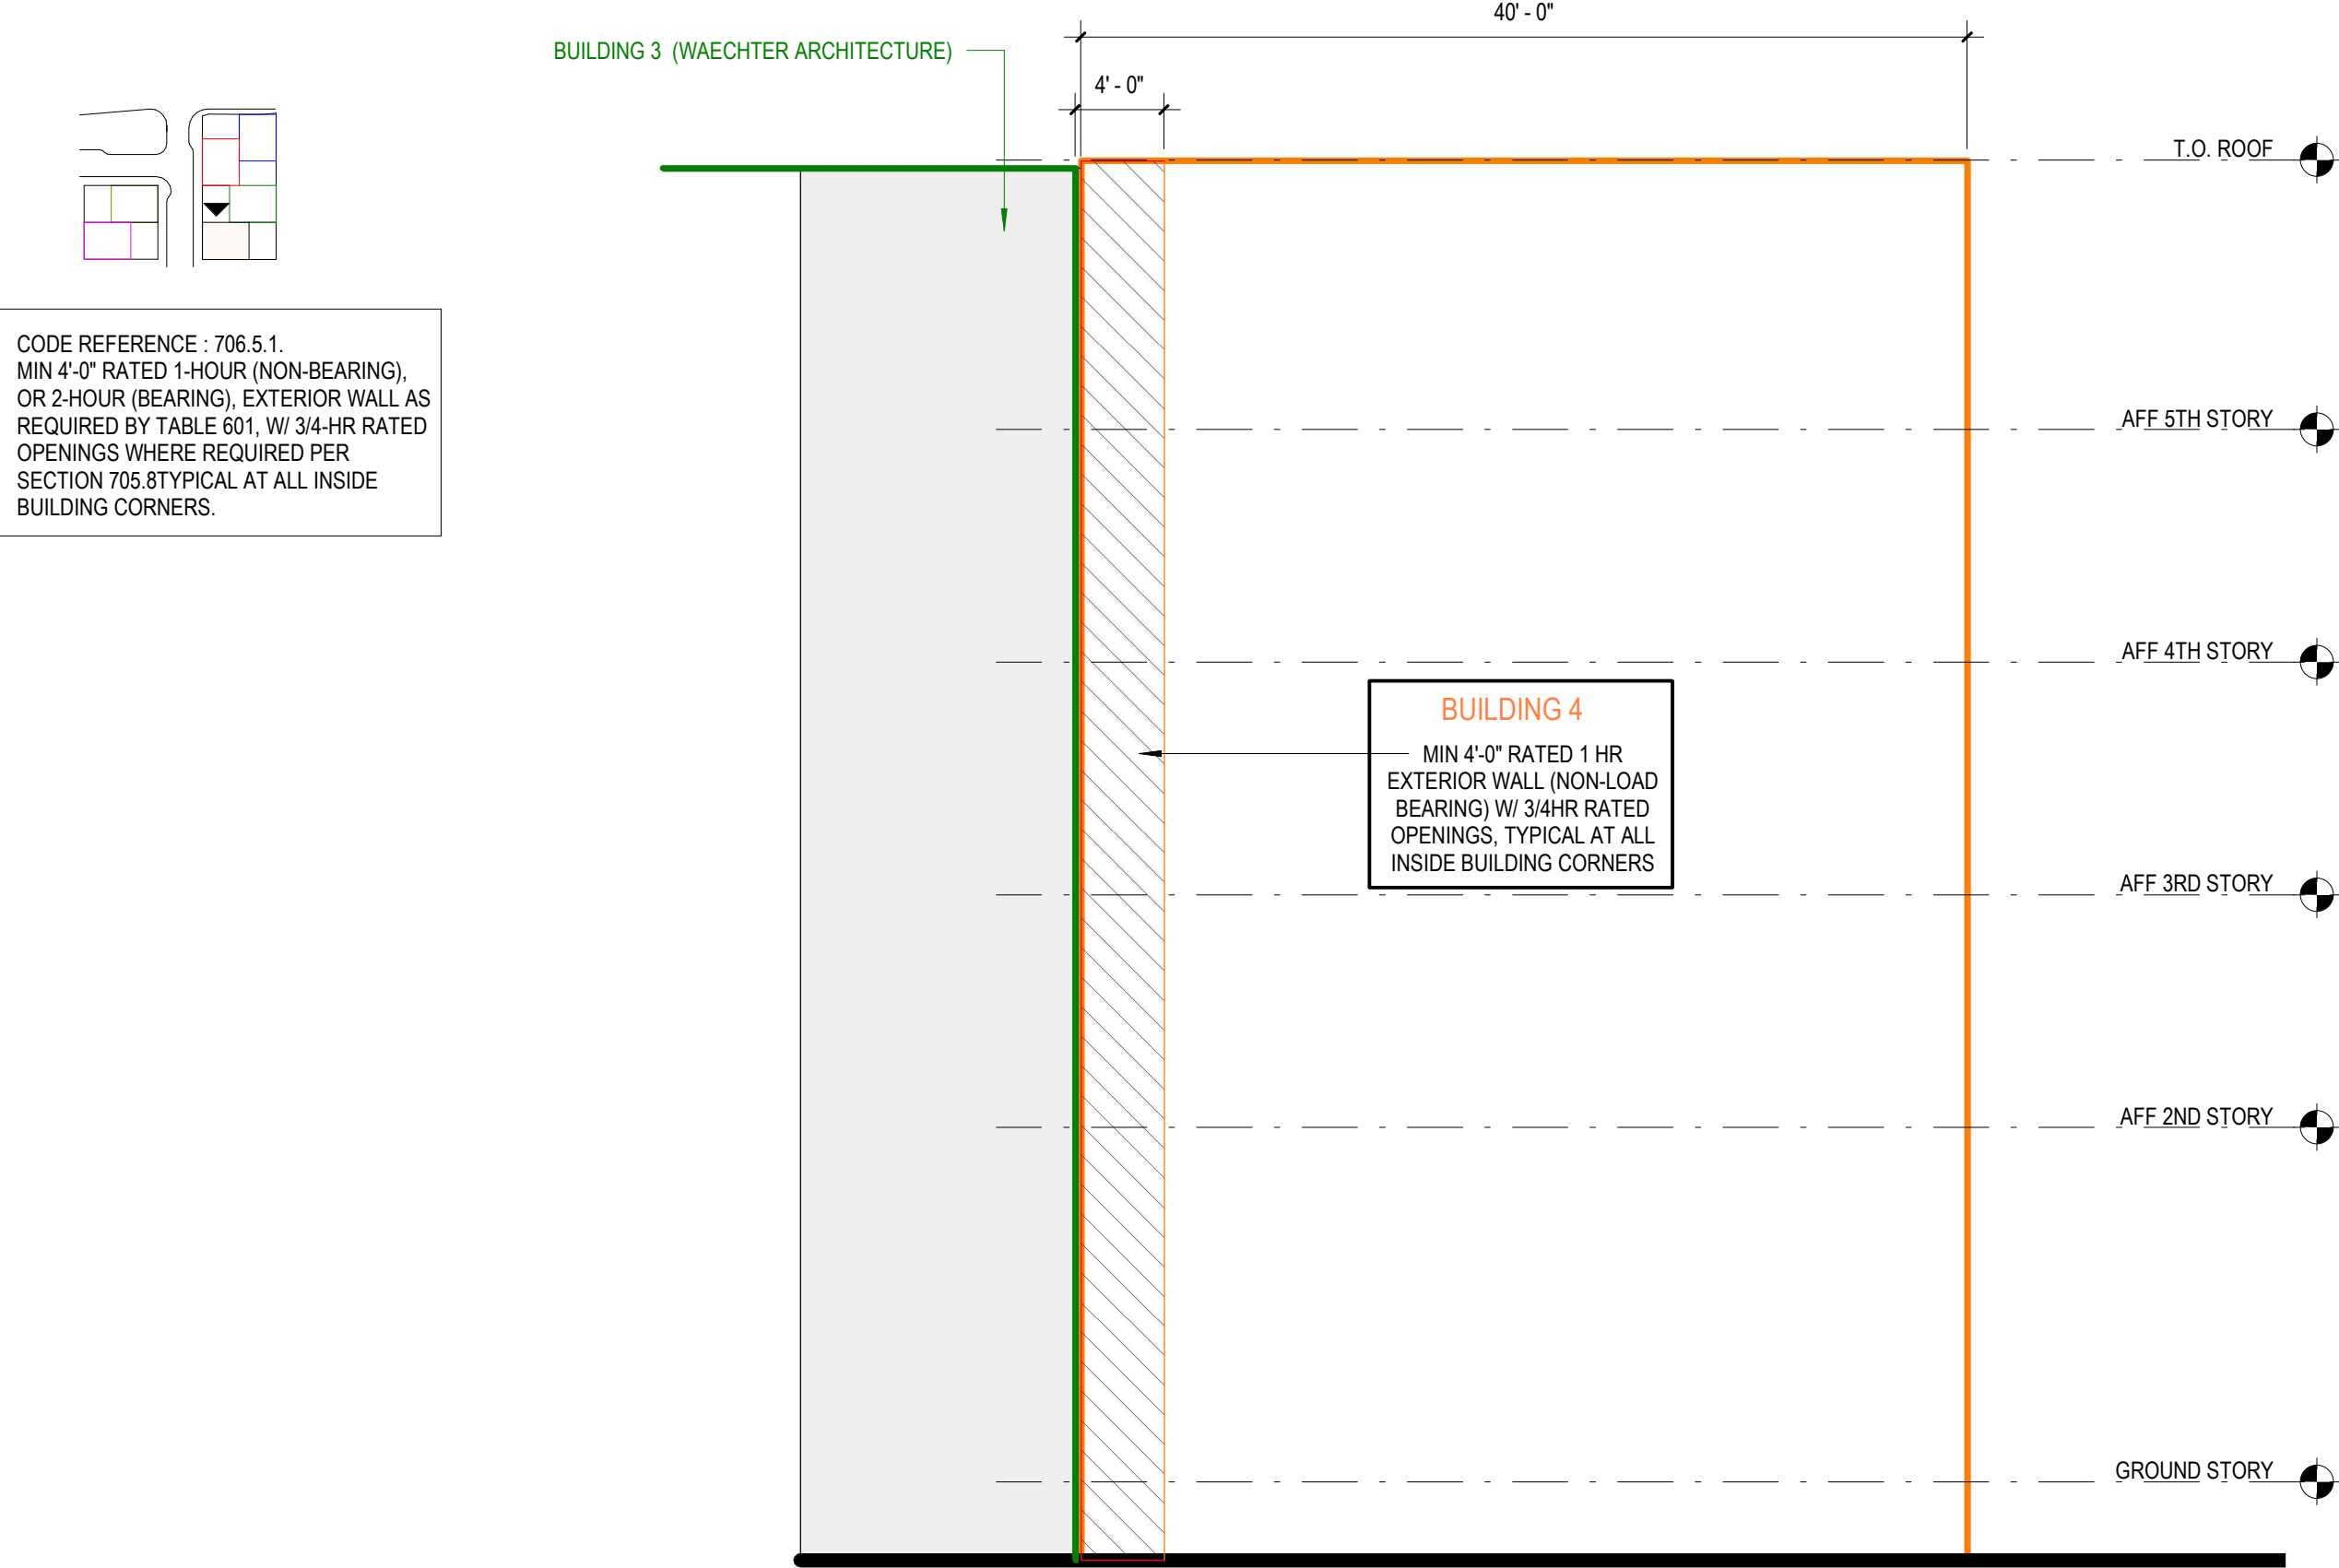 40' - 0"
BUILDING 3 (WAECHTER ARCHITECTURE)
4' - 0"
T.O. ROOF
CODE REFERENCE : 706.5.1.
MIN 4'-0" RATED 1-HOUR (NON-BEARING),
OR 2-HOUR (BEARING), EXTERIOR WALL AS
REQUIRED BY TABLE 601, W/ 3/4-HR RATED
OPENINGS WHERE REQUIRED PER
SECTION 705.8TYPICAL AT ALL INSIDE
BUILDING CORNERS.
AFF 5TH STORY
AFF 4TH STORY
BUILDING 4
MIN 4'-0" RATED 1 HR
EXTERIOR WALL (NON-LOAD
BEARING) W/ 3/4HR RATED
OPENINGS, TYPICAL AT ALL
INSIDE BUILDING CORNERS
AFF 3RD STORY
AFF 2ND STORY
GROUND STORY